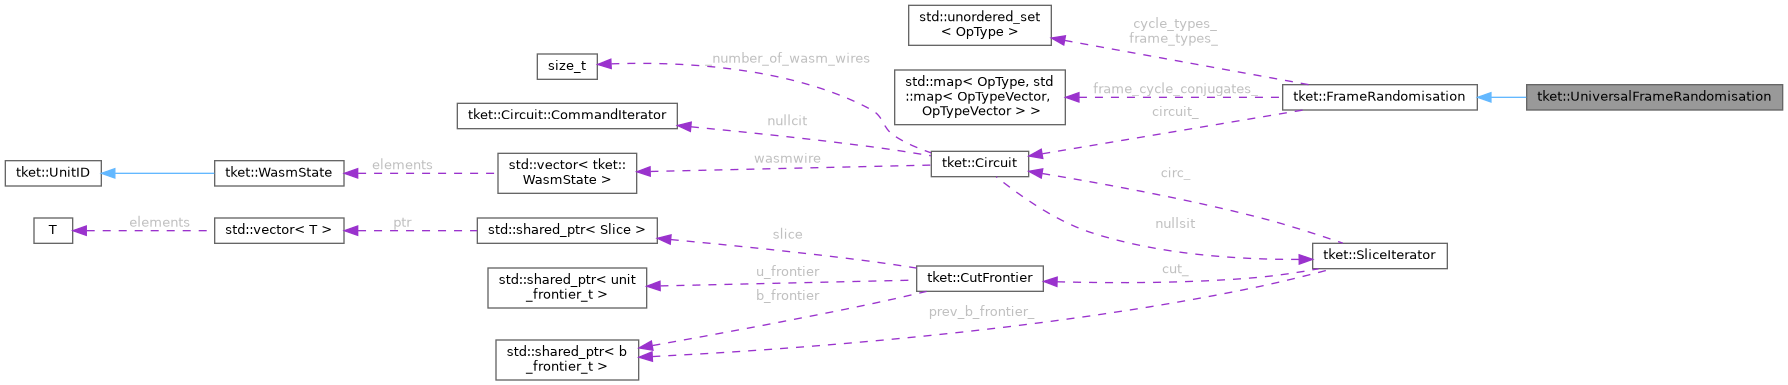 std::unordered_set
< OpType >
cycle_types_
frame_types_
size_t
_number_of_wasm_wires
std::map< OpType, std
::map< OpTypeVector,
OpTypeVector > >
frame_cycle_conjugates_
tket::FrameRandomisation
tket::UniversalFrameRandomisation
tket::Circuit::CommandIterator
nullcit
circuit_
tket::UnitID
tket::WasmState
elements
std::vector< tket::
WasmState >
wasmwire
tket::Circuit
circ_
T
elements
std::vector< T >
ptr
std::shared_ptr< Slice >
slice
nullsit
tket::SliceIterator
std::shared_ptr< unit
_frontier_t >
u_frontier
tket::CutFrontier
cut_
b_frontier
prev_b_frontier_
std::shared_ptr< b
_frontier_t >